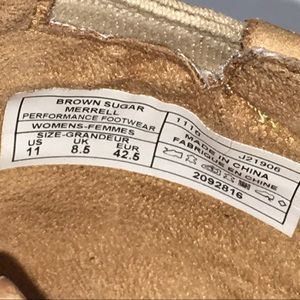 BROWN SUGAR
MERRELL
PERFORMANCE FOOTWEAR
WOMENS-FEMMES
SIZE-GRANDEUR
US UK EUR
11 8.5 42.5
1115 J21906
MADE IN CHINA
FABRIQUE EN CHINE
2092816